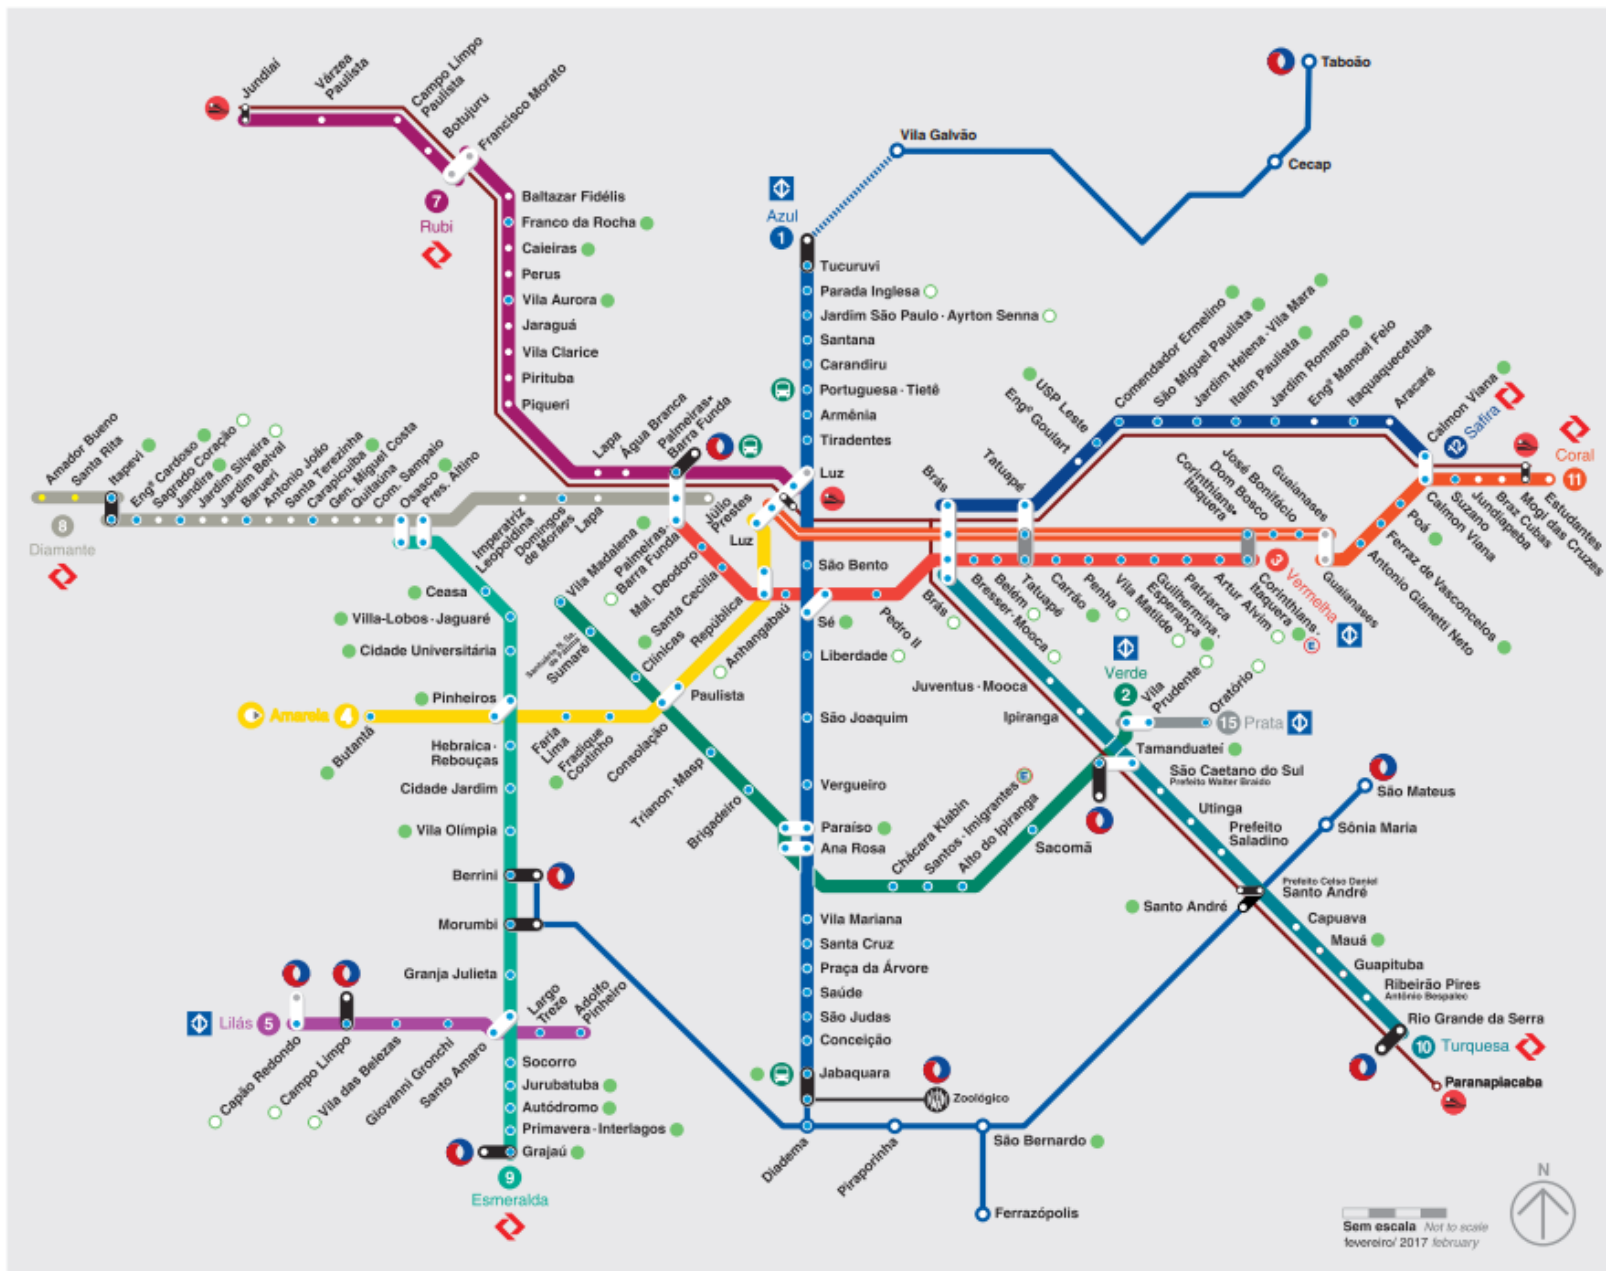 Jundiaí
Várzea
Paulista
Campo Limpo
Paulista
Botujuru
Francisco Morato
7
Rubi
Baltazar Fidélis
Franco da Rocha
Caieiras
Perus
Vila Aurora
Jaraguá
Vila Clarice
Pirituba
Piqueri
Lapa
Água Branca
Palmeiras-
Barra Funda
Luz
Taboão
Cecap
Vila Galvão
Azul
1
Tucuruvi
Parada Inglesa
Jardim São Paulo - Ayrton Senna
Santana
Carandiru
Portuguesa - Tietê
Armênia
Tiradentes
Luz
São Bento
Sé
Liberdade
São Joaquim
Vergueiro
Paraíso
Ana Rosa
Vila Mariana
Santa Cruz
Praça da Árvore
Saúde
São Judas
Conceição
Jabaquara
Zoológico
Diadema
Piraporinha
São Bernardo
Ferrazópolis
Amador Bueno
Santa Rita
Itapevi
Engº Cardoso
Sagrado Coração
Jandira
Jardim Silveira
Jardim Belval
Barueri
Antonio João
Santa Terezinha
Carapicuíba
Gen. Miguel Costa
Quitaúna
Com. Sampaio
Osasco
Pres. Altino
8
Diamante
Imperatriz
Leopoldina
Domingos
de Moraes
Lapa
Júlio
Prestes
Ceasa
Villa-Lobos - Jaguaré
Cidade Universitária
Pinheiros
Hebraica -
Rebouças
Cidade Jardim
Vila Olímpia
Berrini
Morumbi
Granja Julieta
Santo Amaro
Socorro
Jurubatuba
Autódromo
Primavera - Interlagos
Grajaú
9
Esmeralda
Lilás 5
Capão Redondo
Campo Limpo
Vila das Belezas
Giovanni Gronchi
Largo
Treze
Adolfo
Pinheiro
Amarela 4
Butantã
Faria
Lima
Fradique
Coutinho
Paulista
República
Vila Madalena
Santuário N. Sa.
de Fátima
Sumaré
Clínicas
Consolação
Trianon - Masp
Brigadeiro
Chácara Klabin
Santos - Imigrantes
Alto do Ipiranga
Sacomã
Tamanduateí
Vila
Prudente
Verde
2
Oratório
15 Prata
Palmeiras -
Barra Funda
Mal. Deodoro
Santa Cecília
Anhangabaú
Pedro II
Brás
Bresser - Mooca
Belém
Tatuapé
Carrão
Penha
Vila Matilde
Guilhermina -
Esperança
Patriarca
Artur Alvim
Corinthians -
Itaquera
3
Vermelha
Brás
Tatuapé
Engº Goulart
USP Leste
Comendador Ermelino
São Miguel Paulista
Jardim Helena - Vila Mara
Itaim Paulista
Jardim Romano
Engº Manoel Feio
Itaquaquecetuba
Aracaré
Calmon Viana
12 Safira
Coral
11
Corinthians-
Itaquera
Dom Bosco
José Bonifácio
Guaianases
Guaianases
Antonio Gianetti Neto
Ferraz de Vasconcelos
Poá
Calmon Viana
Suzano
Jundiapeba
Braz Cubas
Mogi das Cruzes
Estudantes
Juventus - Mooca
Ipiranga
São Caetano do Sul
Prefeito Walter Braido
Utinga
Prefeito
Saladino
Prefeito Celso Daniel
Santo André
Capuava
Mauá
Guapituba
Ribeirão Pires
Antônio Bespalec
Rio Grande da Serra
10 Turquesa
Paranapiacaba
São Mateus
Sônia Maria
Santo André
N
Sem escala Not to scale
fevereiro/ 2017 february